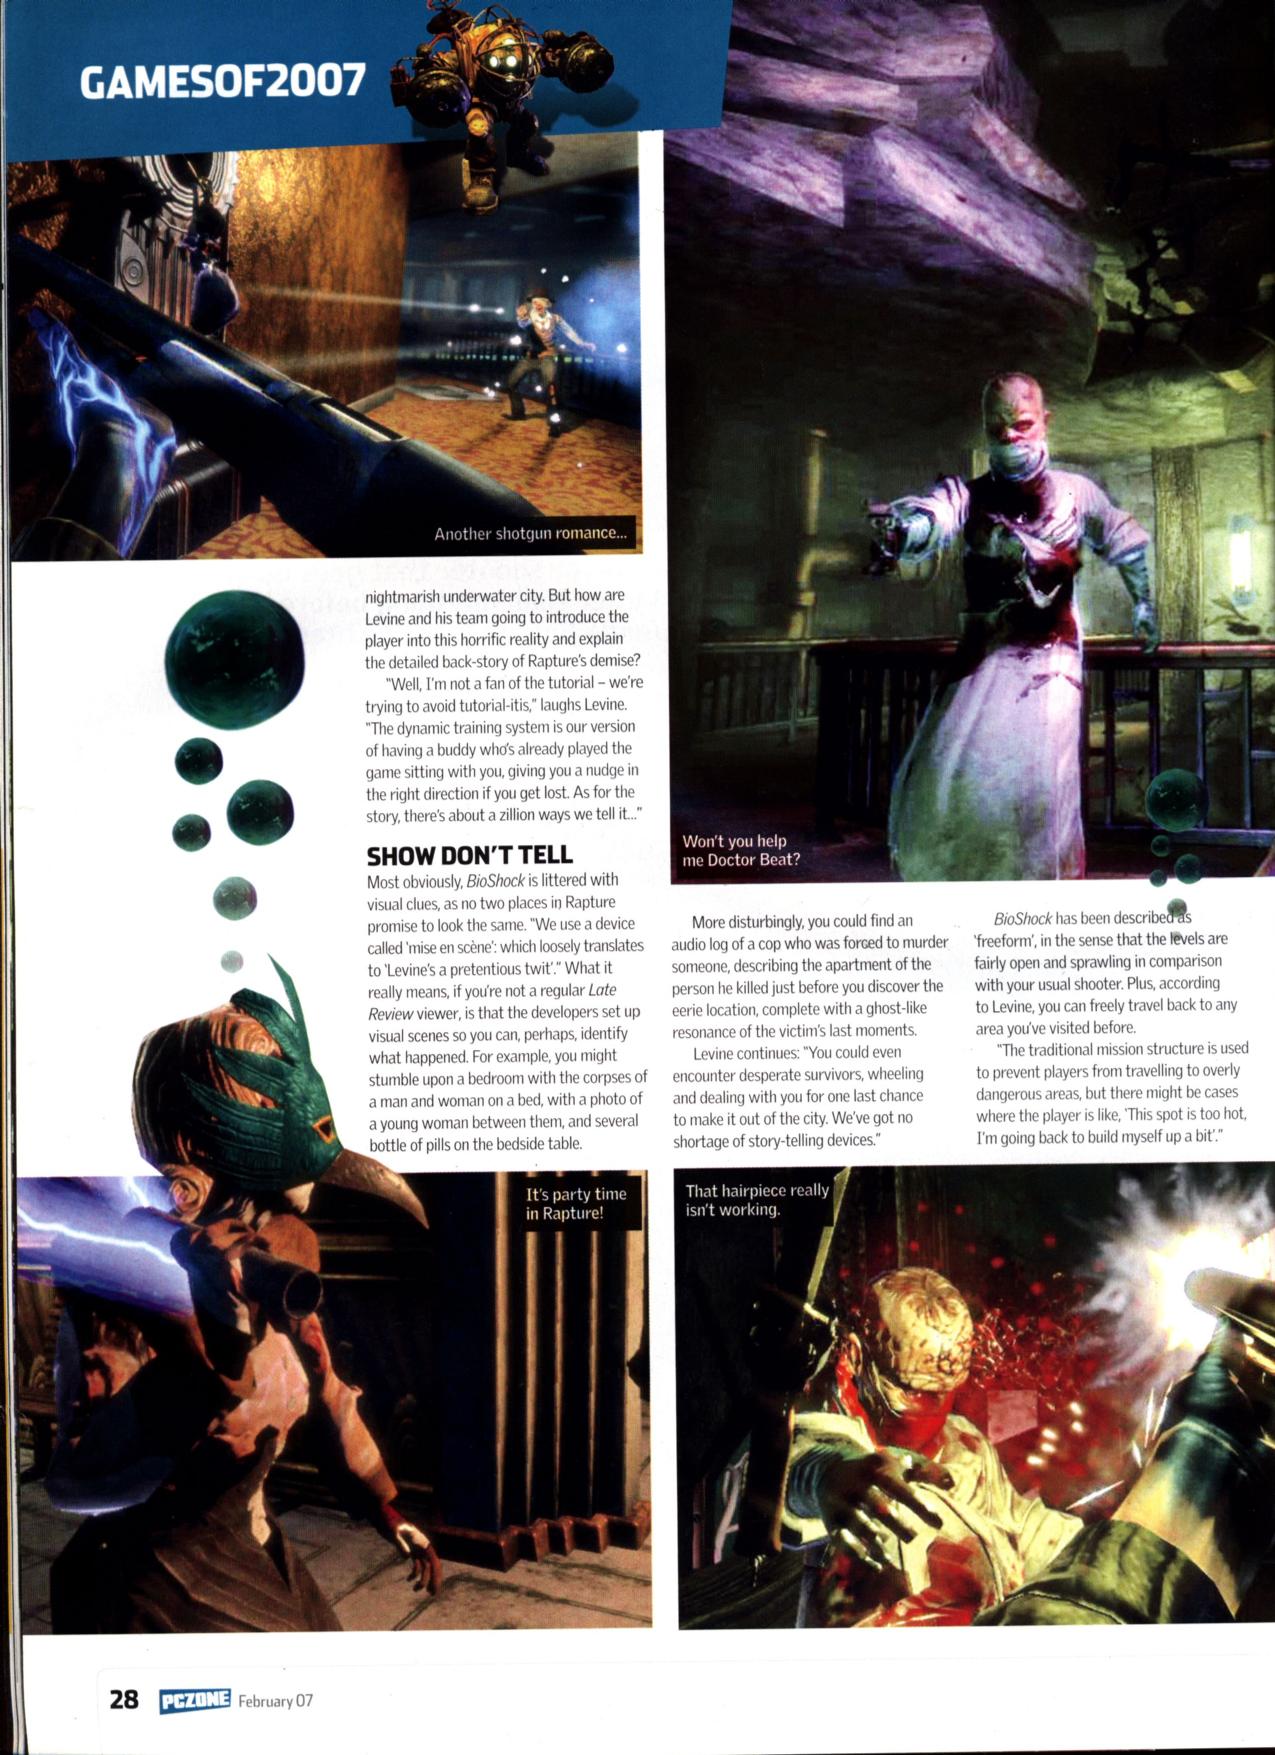 GAMESOF2007
Another shotgun romance...
nightmarish underwater city. But how are
Levine and his team going to introduce the
player into this horrific reality and explain
the detailed back-story of Rapture's demise?
"Well, I'm not a fan of the tutorial – we're
trying to avoid tutorial-itis," laughs Levine.
"The dynamic training system is our version
of having a buddy who's already played the
game sitting with you, giving you a nudge in
the right direction if you get lost. As for the
story, there's about a zillion ways we tell it..."
SHOW DON'T TELL
Most obviously, BioShock is littered with
visual clues, as no two places in Rapture
promise to look the same. "We use a device
called 'mise en scène': which loosely translates
to 'Levine's a pretentious twit'." What it
really means, if you're not a regular Late
Review viewer, is that the developers set up
visual scenes so you can, perhaps, identify
what happened. For example, you might
stumble upon a bedroom with the corpses of
a man and woman on a bed, with a photo of
a young woman between them, and several
bottle of pills on the bedside table.
Won't you help
me Doctor Beat?
More disturbingly, you could find an
audio log of a cop who was forced to murder
someone, describing the apartment of the
person he killed just before you discover the
eerie location, complete with a ghost-like
resonance of the victim's last moments.
Levine continues: "You could even
encounter desperate survivors, wheeling
and dealing with you for one last chance
to make it out of the city. We've got no
shortage of story-telling devices."
BioShock has been described as
'freeform', in the sense that the levels are
fairly open and sprawling in comparison
with your usual shooter. Plus, according
to Levine, you can freely travel back to any
area you've visited before.
"The traditional mission structure is used
to prevent players from travelling to overly
dangerous areas, but there might be cases
where the player is like, 'This spot is too hot,
I'm going back to build myself up a bit'."
It's party time
in Rapture!
That hairpiece really
isn't working.
28 PCZONE February 07